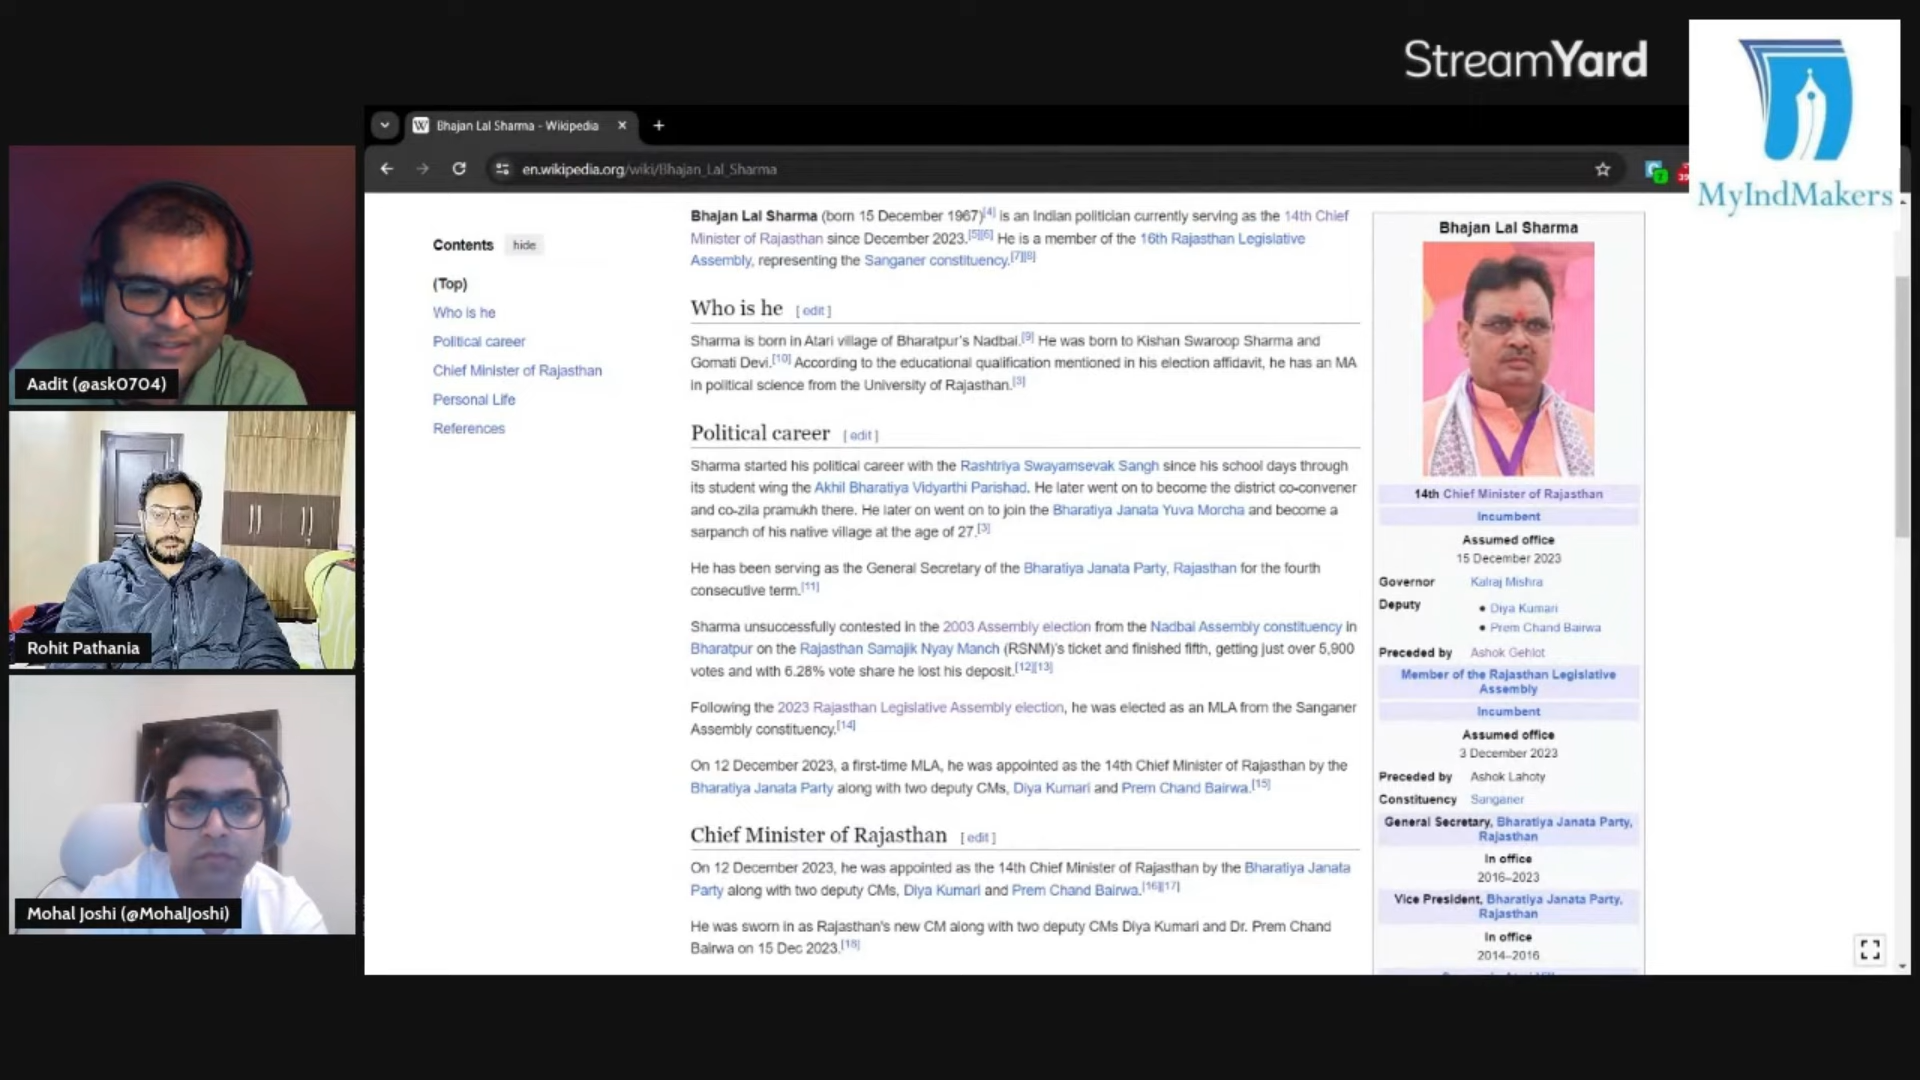 StreamYard
MyIndMakers
Bhajan Lal Sharma - Wikipedia
en.wikipedia.org/wiki/Bhajan_Lal_Sharma
Aadit (@ask0704)
Rohit Pathania
Mohal Joshi (@MohalJoshi)
Contents hide
(Top)
Who is he
Political career
Chief Minister of Rajasthan
Personal Life
References
Bhajan Lal Sharma (born 15 December 1967)[4] is an Indian politician currently serving as the 14th Chief
Minister of Rajasthan since December 2023.[5][6] He is a member of the 16th Rajasthan Legislative
Assembly, representing the Sanganer constituency.[7][8]
Who is he [ edit ]
Sharma is born in Atari village of Bharatpur's Nadbal.[9] He was born to Kishan Swaroop Sharma and
Gomati Devi.[10] According to the educational qualification mentioned in his election affidavit, he has an MA
in political science from the University of Rajasthan.[3]
Political career [ edit ]
Sharma started his political career with the Rashtriya Swayamsevak Sangh since his school days through
its student wing the Akhil Bharatiya Vidyarthi Parishad. He later went on to become the district co-convener
and co-zila pramukh there. He later on went on to join the Bharatiya Janata Yuva Morcha and become a
sarpanch of his native village at the age of 27.[3]
He has been serving as the General Secretary of the Bharatiya Janata Party, Rajasthan for the fourth
consecutive term.[11]
Sharma unsuccessfully contested in the 2003 Assembly election from the Nadbai Assembly constituency in
Bharatpur on the Rajasthan Samajik Nyay Manch (RSNM)'s ticket and finished fifth, getting just over 5,900
votes and with 6.28% vote share he lost his deposit.[12][13]
Following the 2023 Rajasthan Legislative Assembly election, he was elected as an MLA from the Sanganer
Assembly constituency.[14]
On 12 December 2023, a first-time MLA, he was appointed as the 14th Chief Minister of Rajasthan by the
Bharatiya Janata Party along with two deputy CMs, Diya Kumari and Prem Chand Bairwa.[15]
Chief Minister of Rajasthan [ edit ]
On 12 December 2023, he was appointed as the 14th Chief Minister of Rajasthan by the Bharatiya Janata
Party along with two deputy CMs, Diya Kumari and Prem Chand Bairwa.[16][17]
He was sworn in as Rajasthan's new CM along with two deputy CMs Diya Kumari and Dr. Prem Chand
Bairwa on 15 Dec 2023.[18]
Bhajan Lal Sharma
14th Chief Minister of Rajasthan
Incumbent
Assumed office
15 December 2023
Governor Kalraj Mishra
Deputy • Diya Kumari
• Prem Chand Bairwa
Preceded by Ashok Gehlot
Member of the Rajasthan Legislative
Assembly
Incumbent
Assumed office
3 December 2023
Preceded by Ashok Lahoty
Constituency Sanganer
General Secretary, Bharatiya Janata Party,
Rajasthan
In office
2016–2023
Vice President, Bharatiya Janata Party,
Rajasthan
In office
2014–2016